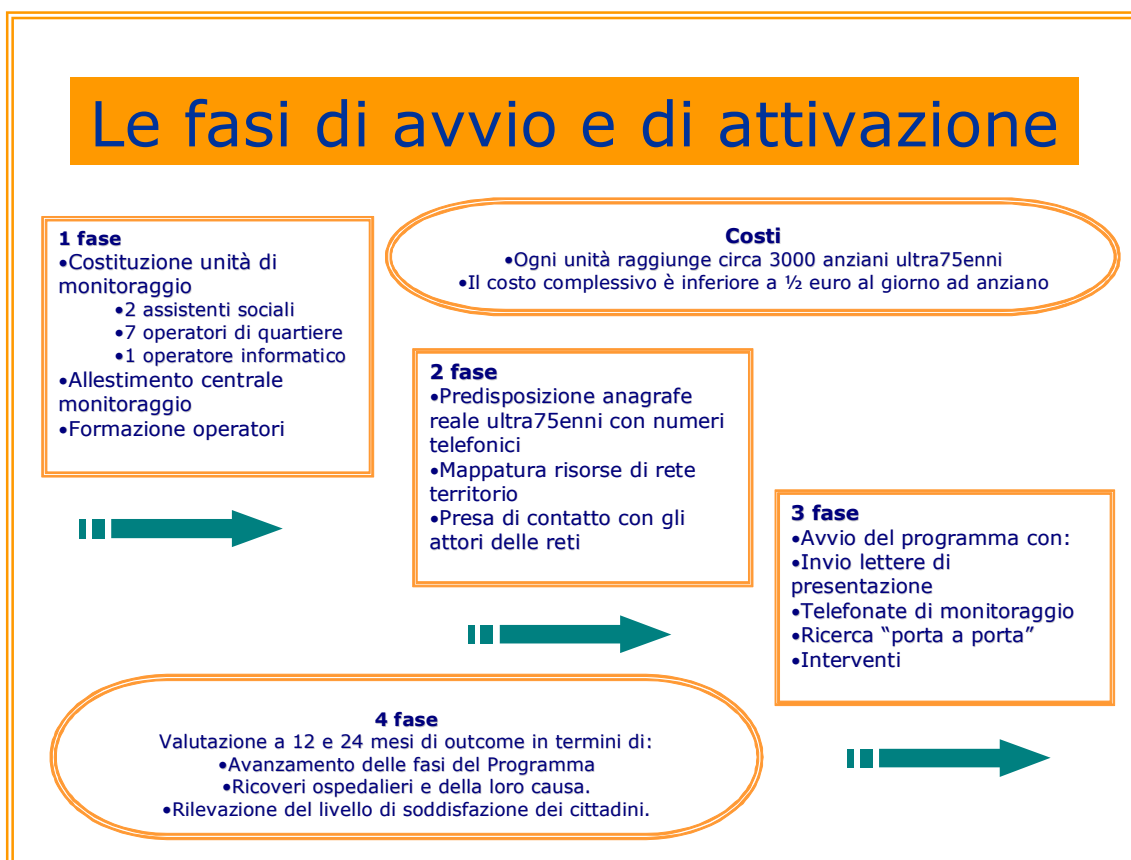 Le fasi di avvio e di attivazione
1 fase
•Costituzione unità di
monitoraggio
•2 assistenti sociali
•7 operatori di quartiere
•1 operatore informatico
•Allestimento centrale
monitoraggio
•Formazione operatori
Costi
•Ogni unità raggiunge circa 3000 anziani ultra75enni
•Il costo complessivo è inferiore a ½ euro al giorno ad anziano
2 fase
•Predisposizione anagrafe
reale ultra75enni con numeri
telefonici
•Mappatura risorse di rete
territorio
•Presa di contatto con gli
attori delle reti
3 fase
•Avvio del programma con:
•Invio lettere di
presentazione
•Telefonate di monitoraggio
•Ricerca “porta a porta”
•Interventi
4 fase
Valutazione a 12 e 24 mesi di outcome in termini di:
•Avanzamento delle fasi del Programma
•Ricoveri ospedalieri e della loro causa.
•Rilevazione del livello di soddisfazione dei cittadini.